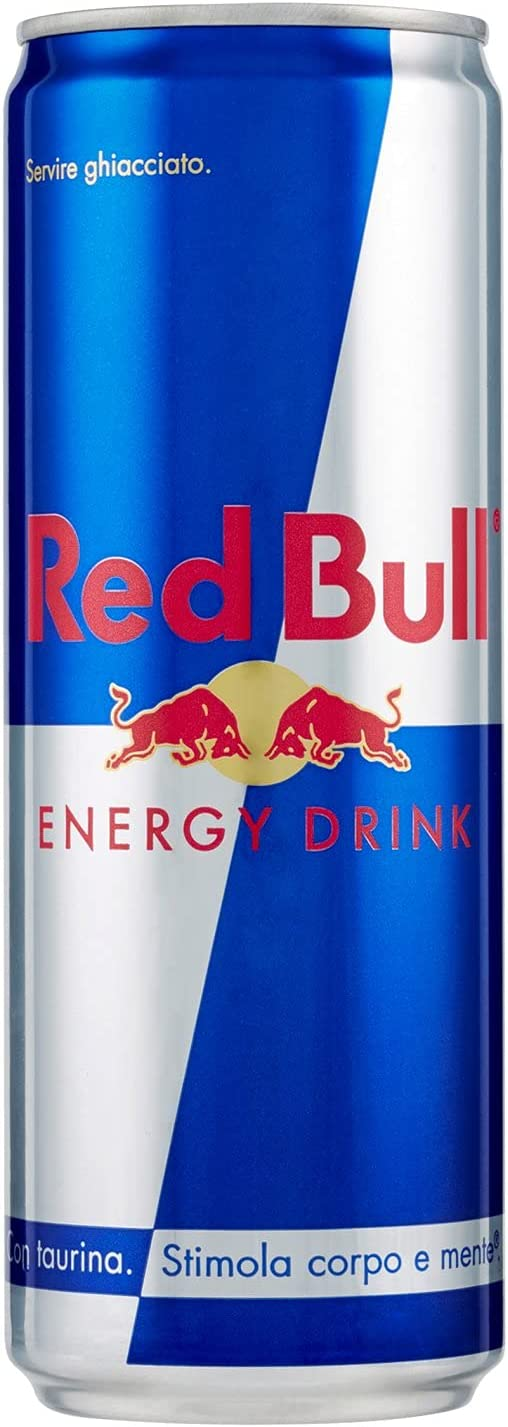 Servire ghiacciato.
Red Bull®
ENERGY DRINK
Con taurina. Stimola corpo e mente®.